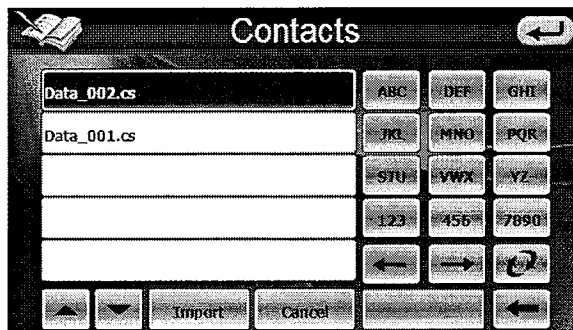 Contacts
Data_002.cs
ABC DEF GHI
Data_001.cs
JKL MNO PQR
STU VWX YZ
123 456 7890
Import Cancel